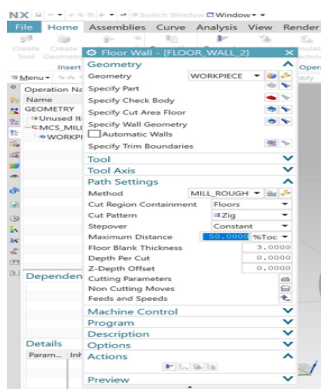 NX
Switch Window Window
File Home Assemblies Curve Analysis View Render
Create Tool
Create Geometry
Insert
Menu
Floor Wall - [FLOOR_WALL_2]
Operation Na
Name
GEOMETRY
Unused It
MCS_MIL
WORKPI
Dependen
Details
Param... Inh
Geometry
Geometry WORKPIECE
Specify Part
Specify Check Body
Specify Cut Area Floor
Specify Wall Geometry
Automatic Walls
Specify Trim Boundaries
Tool
Tool Axis
Path Settings
Method MILL_ROUGH
Cut Region Containment Floors
Cut Pattern Zig
Stepover Constant
Maximum Distance 50.0000 %Toc
Floor Blank Thickness 3.0000
Depth Per Cut 0.0000
Z-Depth Offset 0.0000
Cutting Parameters
Non Cutting Moves
Feeds and Speeds
Machine Control
Program
Description
Options
Actions
Preview